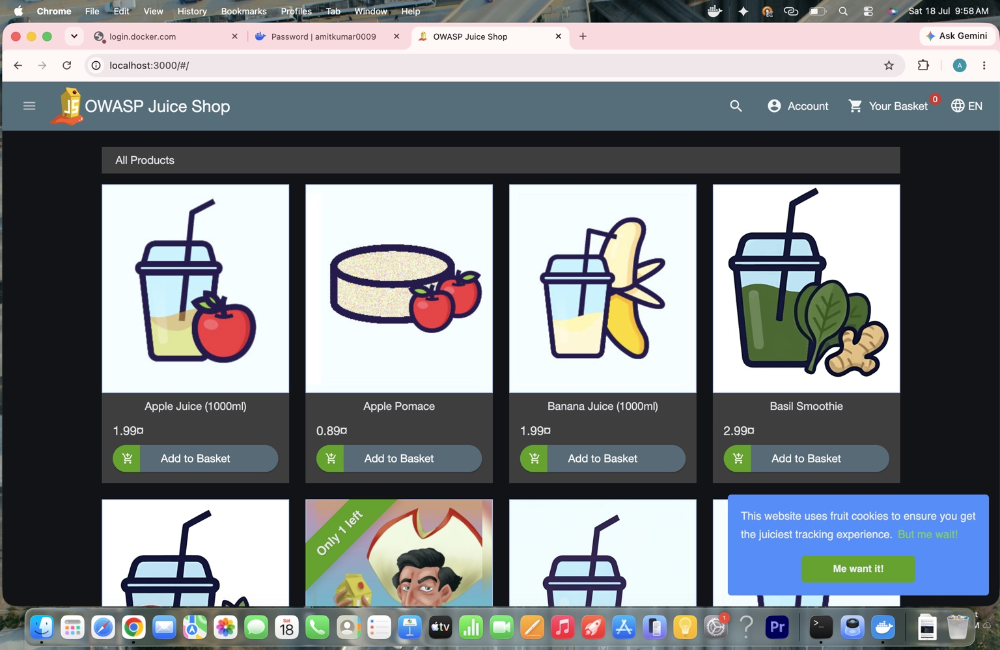 Chrome File Edit View History Bookmarks Profiles Tab Window Help Sat 18 Jul 9:58 AM
login.docker.com Password | amitkumar0009 OWASP Juice Shop Ask Gemini
localhost:3000/#/ A
JS OWASP Juice Shop Account Your Basket 0 EN
All Products
Apple Juice (1000ml) Apple Pomace Banana Juice (1000ml) Basil Smoothie
1.99¤ 0.89¤ 1.99¤ 2.99¤
Add to Basket Add to Basket Add to Basket Add to Basket
Only 1 left
This website uses fruit cookies to ensure you get
the juiciest tracking experience. But me wait!
Me want it!
Sat
18
tv
1
Pr
>_